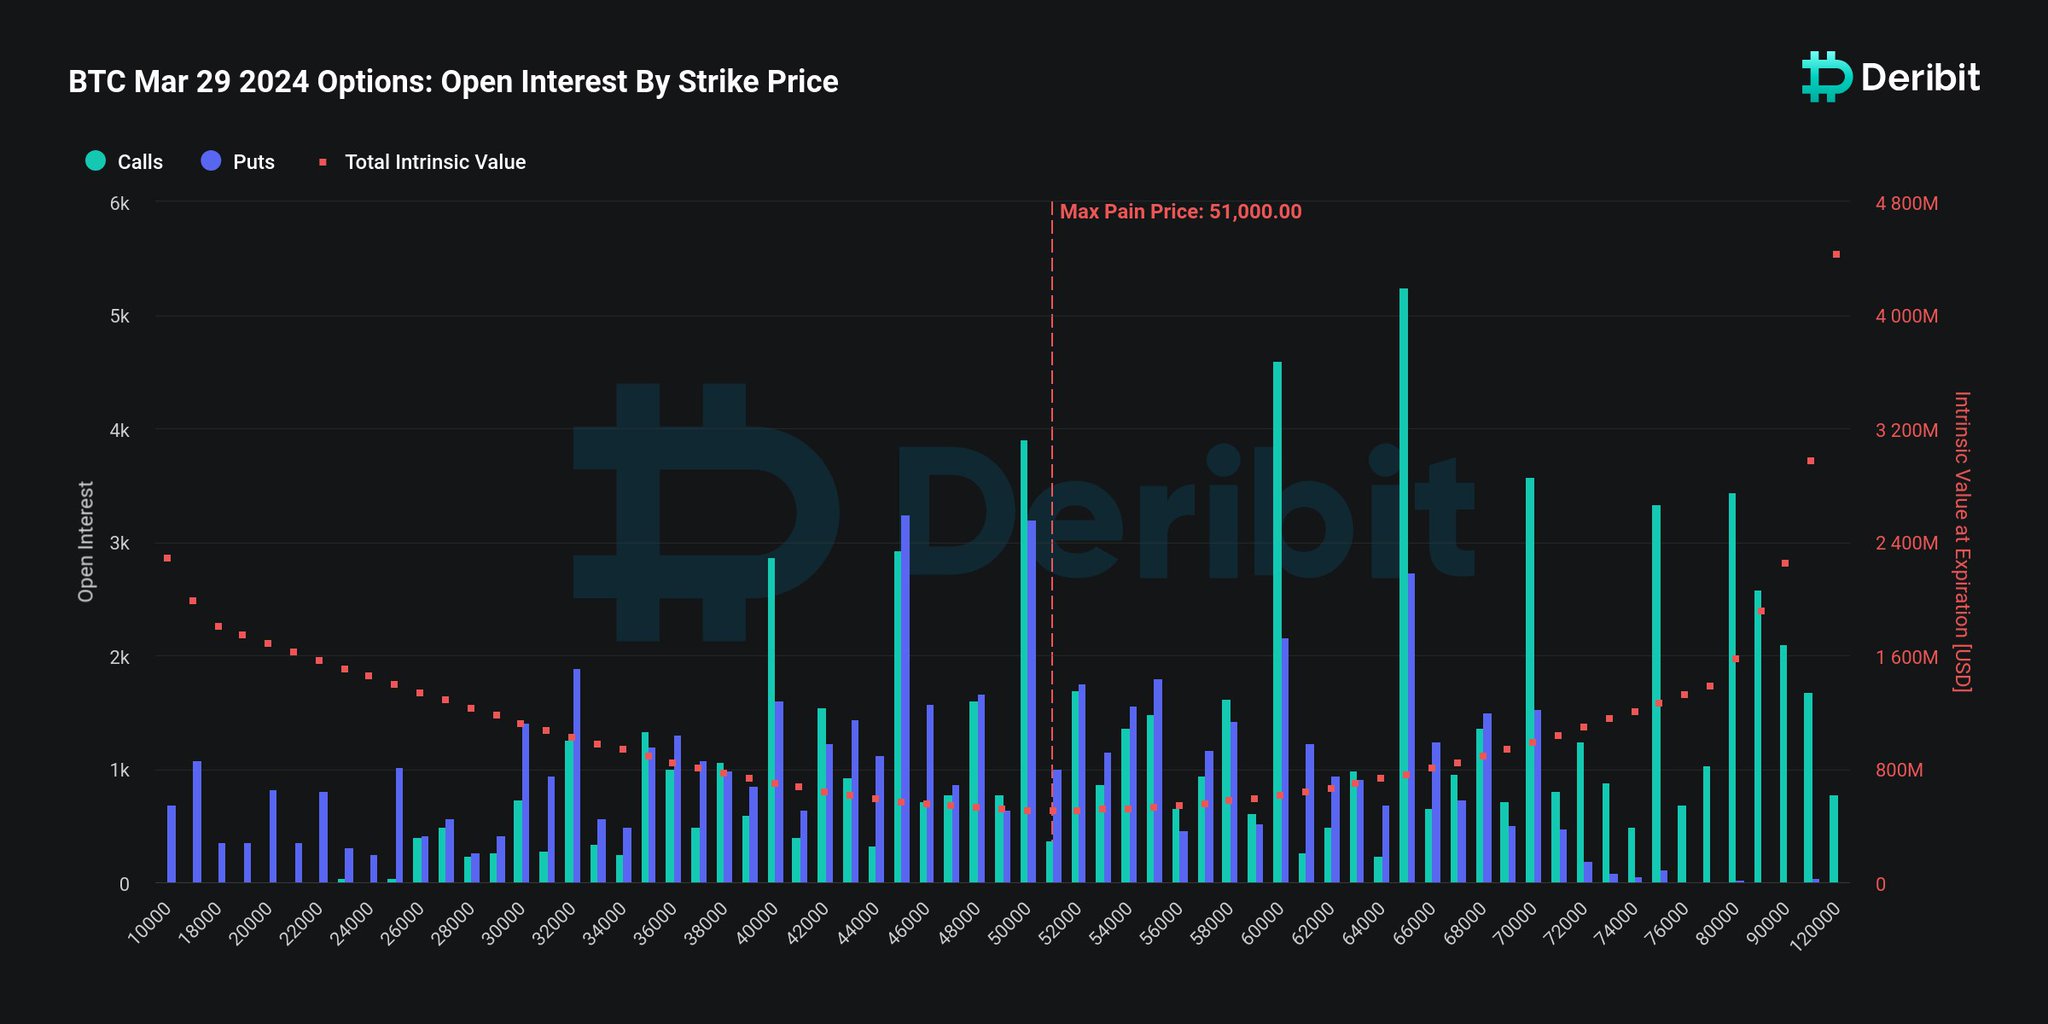 BTC Mar 29 2024 Options: Open Interest By Strike Price
Deribit
Calls
Puts
Total Intrinsic Value
6k
5k
4k
3k
2k
1k
0
Open Interest
Max Pain Price: 51,000.00
Deribit
4 800M
4 000M
3 200M
2 400M
1 600M
800M
0
Intrinsic Value at Expiration [USD]
10000
18000
20000
22000
24000
26000
28000
30000
32000
34000
36000
38000
40000
42000
44000
46000
48000
50000
52000
54000
56000
58000
60000
62000
64000
66000
68000
70000
72000
74000
76000
80000
90000
120000